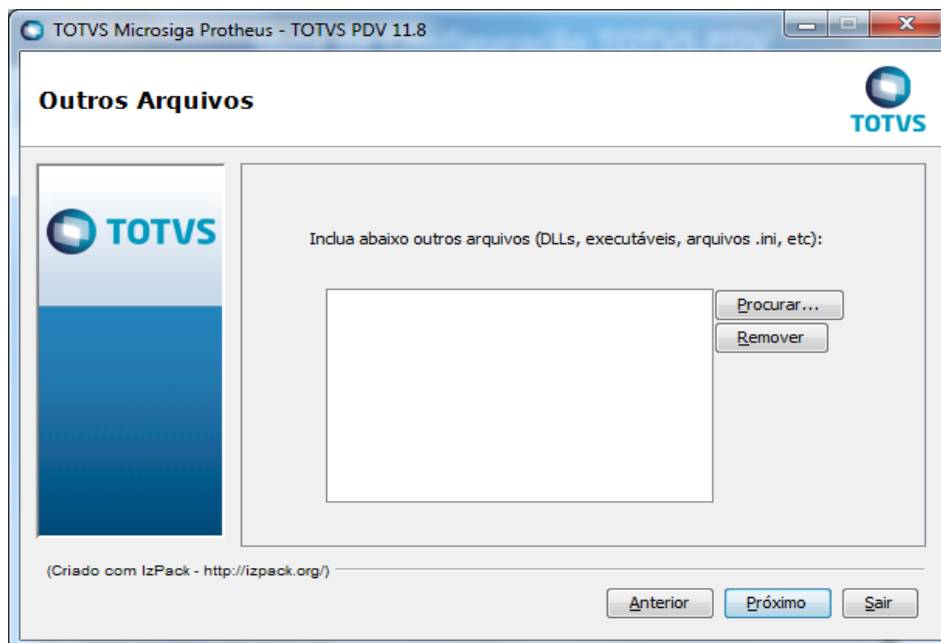 TOTVS Microsiga Protheus - TOTVS PDV 11.8
Outros Arquivos
TOTVS
TOTVS
Inclua abaixo outros arquivos (DLLs, executáveis, arquivos .ini, etc):
Procurar...
Remover
(Criado com IzPack - http://izpack.org/)
Anterior
Próximo
Sair